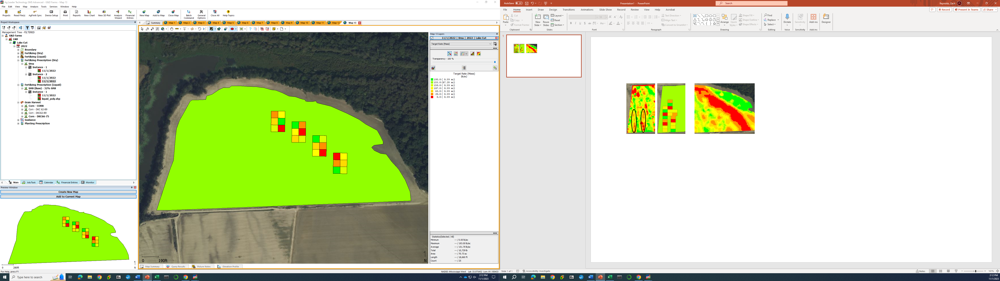 Ag Leader Technology SMS Advanced - G&D Farms - Map 13
File Edit View Map Analysis Tools Services Window Help
Projects Read File(s) AgFiniti Sync Device Setup Print Reports New Chart New 3D Plot Analysis Wizard Financial Entries New Map Add to Map Close Map Batch Command General Options Close All Help Topics
Project Workspace
Summary Map 1 Map 2 Map 3 Map 4 Map 5 Map 6 Map 7 Map 8 Map 9 Map 10 Map 11 Map 12 Map 13
Management Tree - FILTERED
G&D Farms
L&B
Lake Cut
2022
Boundary
Fertilizing (Dry)
Fertilizing (Liquid)
Fertilizing Prescription (Dry)
Urea
Instance - 1
11/1/2022
Instance - 2
11/1/2022
11/1/2022
Fertilizing Prescription (Liquid)
UAN (Base) - 32% UAN
Instance - 1
11/1/2022
liquid_poly.shp
Grain Harvest
Corn - CORN
Corn - DKC 62-89
Corn - DKC62-89
Corn - DKC66-75
Guidance
Planting Prescription
Main Job/Task Calendar Financial Entries Monitor
Preview Window
Create New Map
Add to Current Map
0 280ft
N
For Help, press F1
0 190ft
N
Map Summary Query Results Picture Notes Elevation Profile
Map 13 Layers
11/1/2022 | Urea | 2022 | Lake Cut
Target Rate (Mass)
Transparency - 100 %
Target Rate (Mass)
(lb/ac)
193.0 ( 0.59 ac)
155.0 (67.20 ac)
150.0 ( 0.59 ac)
107.0 ( 0.59 ac)
63.0 ( 0.59 ac)
20.0 ( 0.59 ac)
0.0 ( 0.59 ac)
Statistics(Selected / All)
Minimum --- / 0.00 lb/ac
Maximum --- / 193.00 lb/ac
Average --- / 151.70 lb/ac
Total --- / 10,729 lb
Area --- / 70.73 ac
Length --- / 18,660 ft
Count --- / 25
NAD83 :Mississippi West Lat: 33.075452 Lon:-91.100433
Type here to search
2:12 PM
11/1/2023
AutoSave Off
Presentation1 - PowerPoint
Search
Reynolds, Zach
File Home Insert Draw Design Transitions Animations Slide Show Record Review View Help Acrobat
Record Present in Teams Share
Paste Cut Copy Format Painter
New Slide Reuse Slides Layout Reset Section
Text Direction Align Text Convert to SmartArt
Arrange Quick Styles Shape Fill Shape Outline Shape Effects
Find Replace Select
Dictate Sensitivity Add-ins Designer
Clipboard Slides Font Paragraph Drawing Editing Voice Sensitivity Add-ins
1
Slide 1 of 1 Accessibility: Investigate
Notes 161%
2:12 PM
11/1/2023